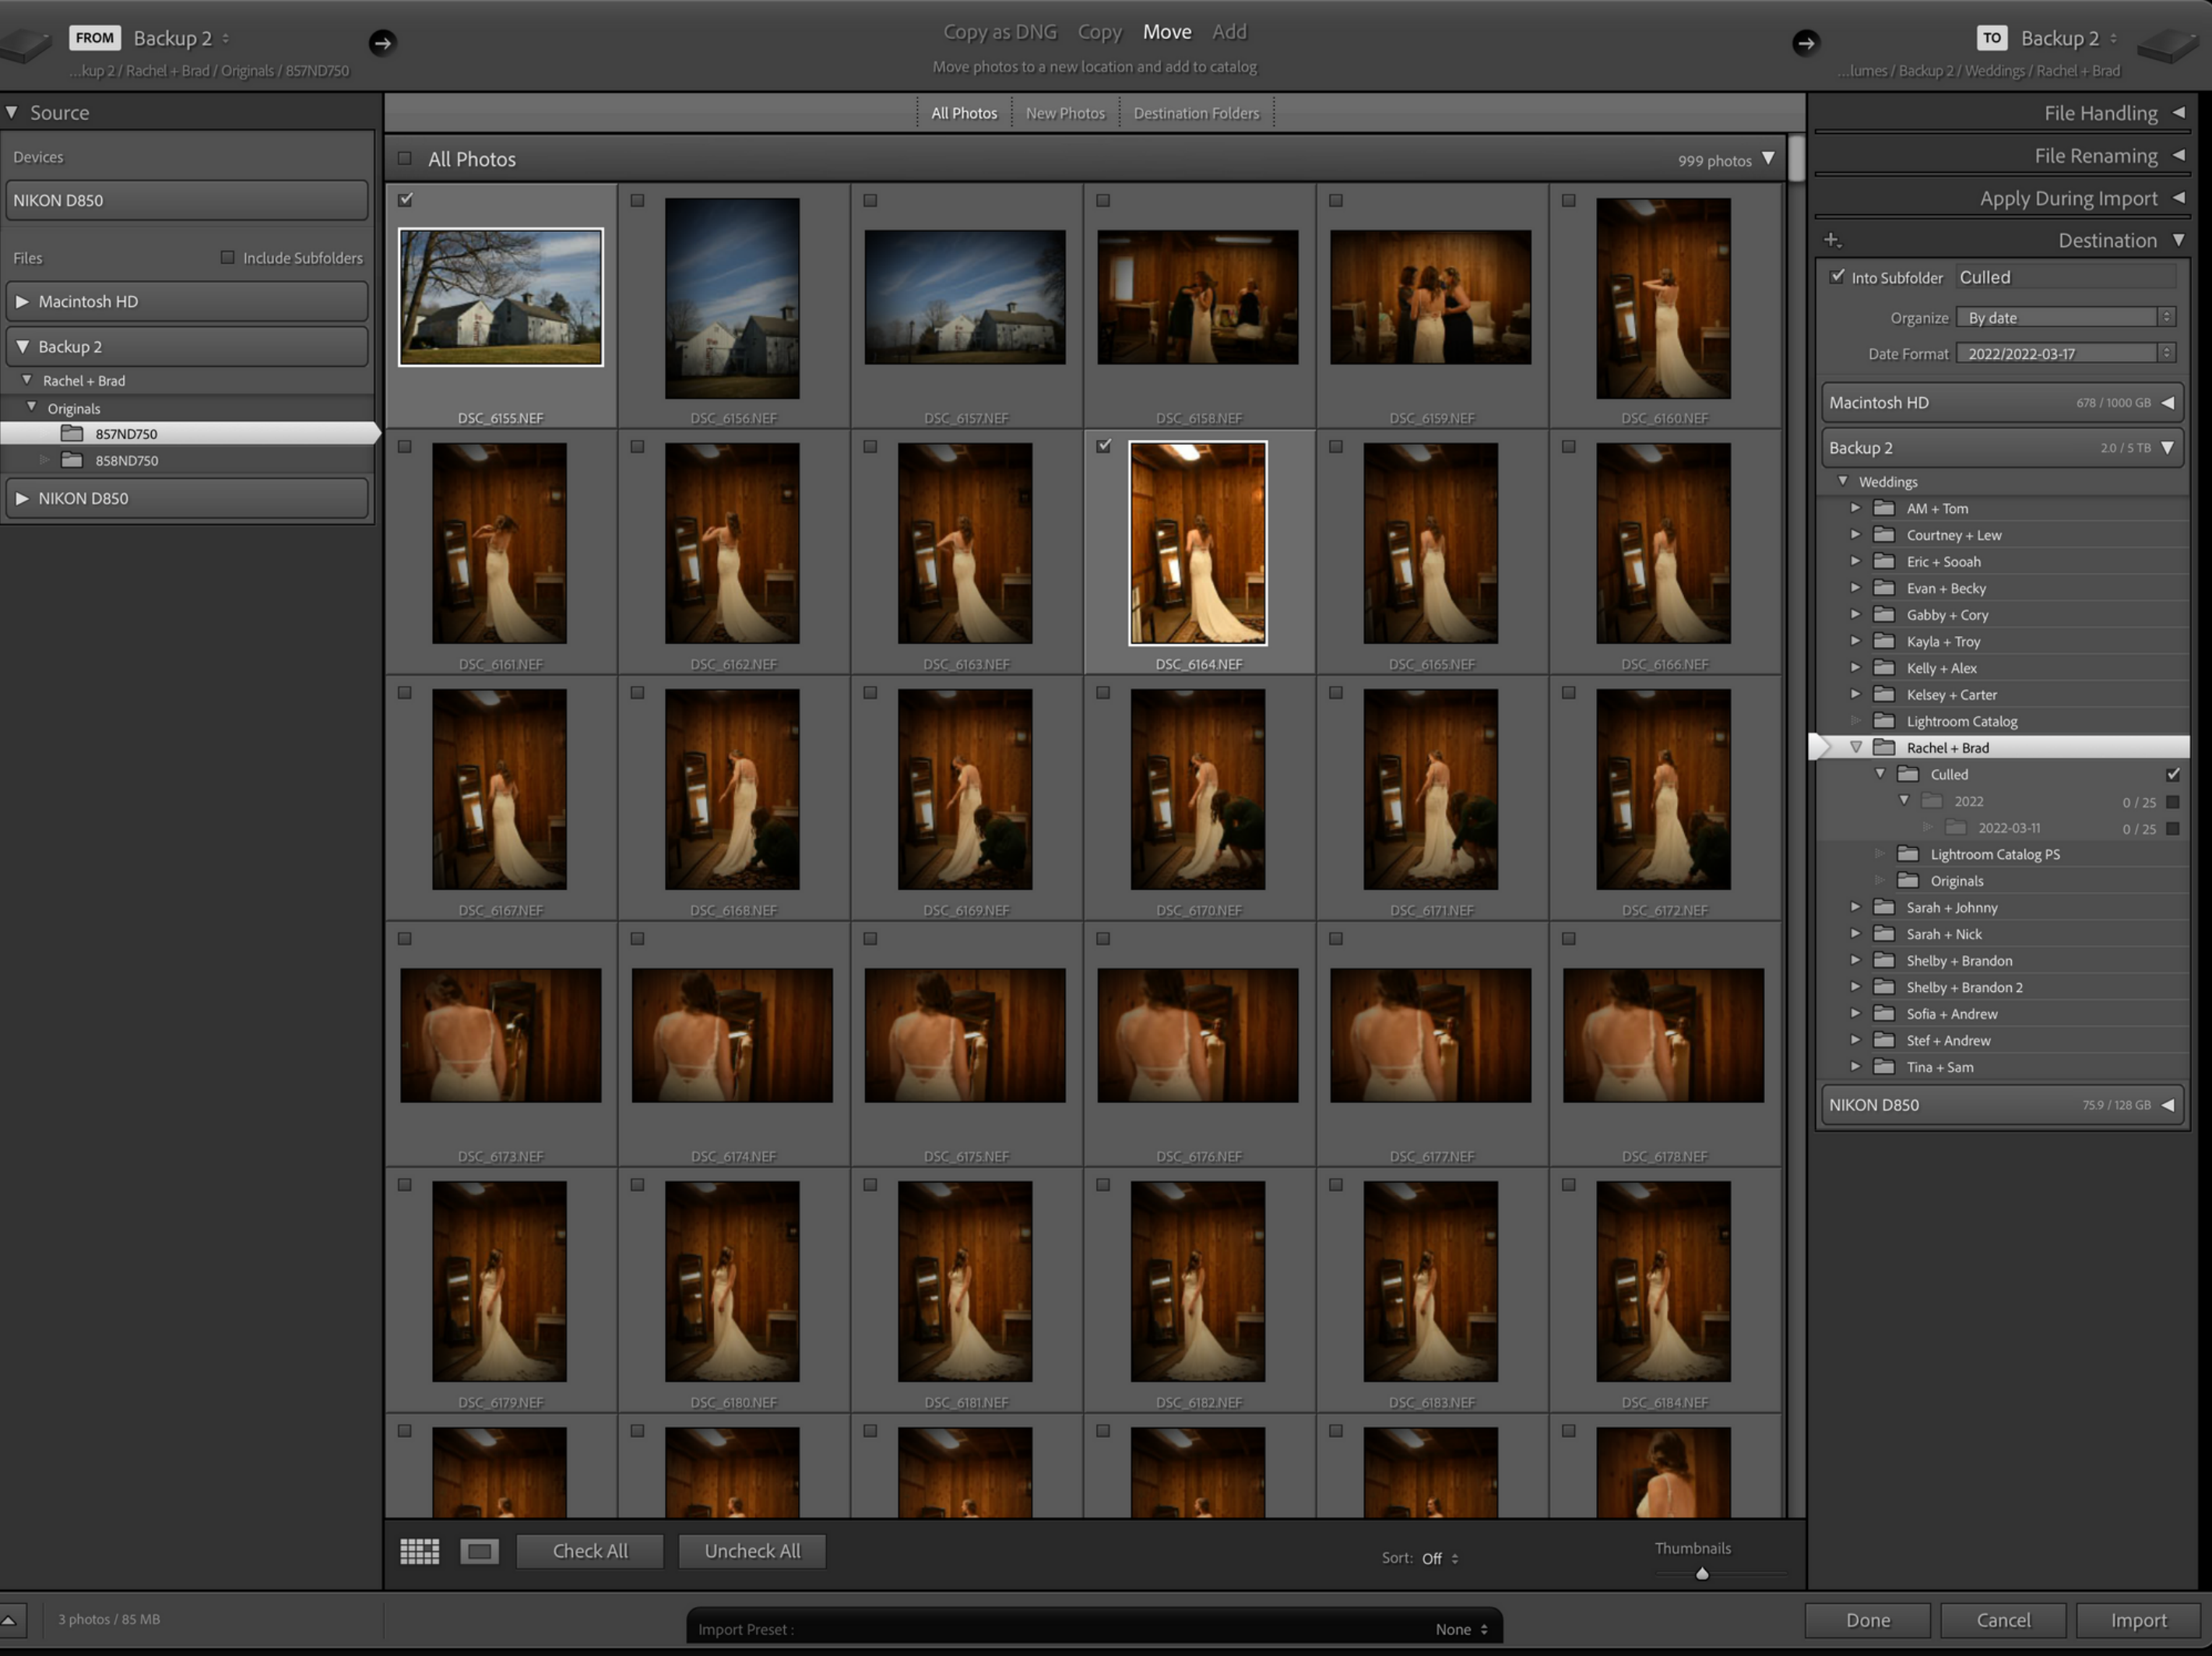 FROM Backup 2
...kup 2 / Rachel + Brad / Originals / 857ND750
Copy as DNG Copy Move Add
Move photos to a new location and add to catalog
TO Backup 2
...lumes / Backup 2 / Weddings / Rachel + Brad
Source
Devices
NIKON D850
Files Include Subfolders
Macintosh HD
Backup 2
Rachel + Brad
Originals
857ND750
858ND750
NIKON D850
All Photos New Photos Destination Folders
All Photos 999 photos
DSC_6155.NEF DSC_6156.NEF DSC_6157.NEF DSC_6158.NEF DSC_6159.NEF DSC_6160.NEF
DSC_6161.NEF DSC_6162.NEF DSC_6163.NEF DSC_6164.NEF DSC_6165.NEF DSC_6166.NEF
DSC_6167.NEF DSC_6168.NEF DSC_6169.NEF DSC_6170.NEF DSC_6171.NEF DSC_6172.NEF
DSC_6173.NEF DSC_6174.NEF DSC_6175.NEF DSC_6176.NEF DSC_6177.NEF DSC_6178.NEF
DSC_6179.NEF DSC_6180.NEF DSC_6181.NEF DSC_6182.NEF DSC_6183.NEF DSC_6184.NEF
Check All Uncheck All Sort: Off Thumbnails
File Handling
File Renaming
Apply During Import
Destination
Into Subfolder Culled
Organize By date
Date Format 2022/2022-03-17
Macintosh HD 678 / 1000 GB
Backup 2 2.0 / 5 TB
Weddings
AM + Tom
Courtney + Lew
Eric + Sooah
Evan + Becky
Gabby + Cory
Kayla + Troy
Kelly + Alex
Kelsey + Carter
Lightroom Catalog
Rachel + Brad
Culled
2022 0 / 25
2022-03-11 0 / 25
Lightroom Catalog PS
Originals
Sarah + Johnny
Sarah + Nick
Shelby + Brandon
Shelby + Brandon 2
Sofia + Andrew
Stef + Andrew
Tina + Sam
NIKON D850 75.9 / 128 GB
3 photos / 85 MB
Import Preset : None
Done Cancel Import